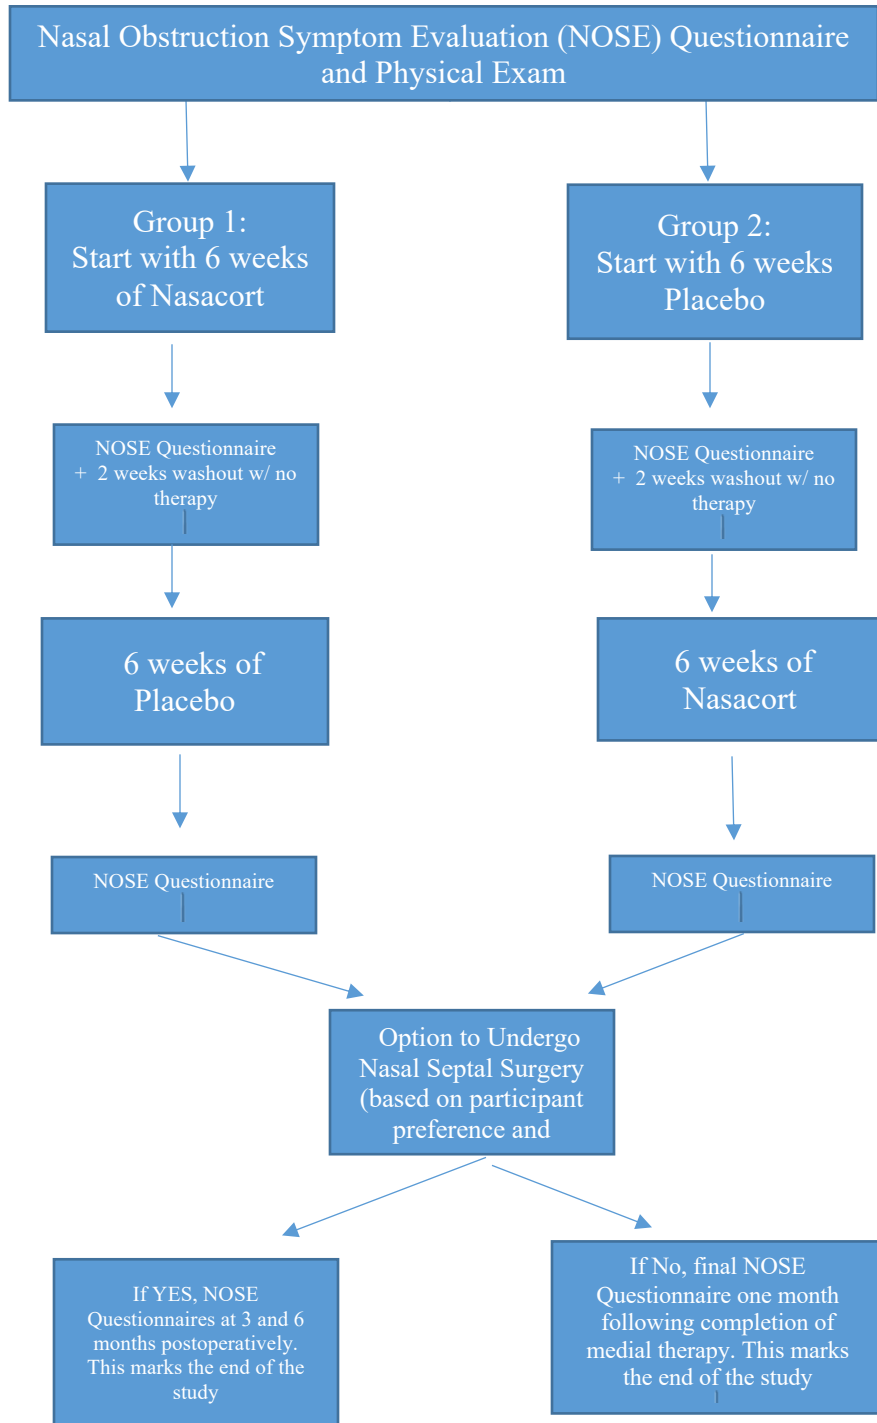 Nasal Obstruction Symptom Evaluation (NOSE) Questionnaire
and Physical Exam
Group 1:
Start with 6 weeks
of Nasacort
Group 2:
Start with 6 weeks
Placebo
NOSE Questionnaire
+ 2 weeks washout w/ no
therapy
NOSE Questionnaire
+ 2 weeks washout w/ no
therapy
6 weeks of
Placebo
6 weeks of
Nasacort
NOSE Questionnaire
NOSE Questionnaire
Option to Undergo
Nasal Septal Surgery
(based on participant
preference and
If YES, NOSE
Questionnaires at 3 and 6
months postoperatively.
This marks the end of the
study
If No, final NOSE
Questionnaire one month
following completion of
medial therapy. This marks
the end of the study